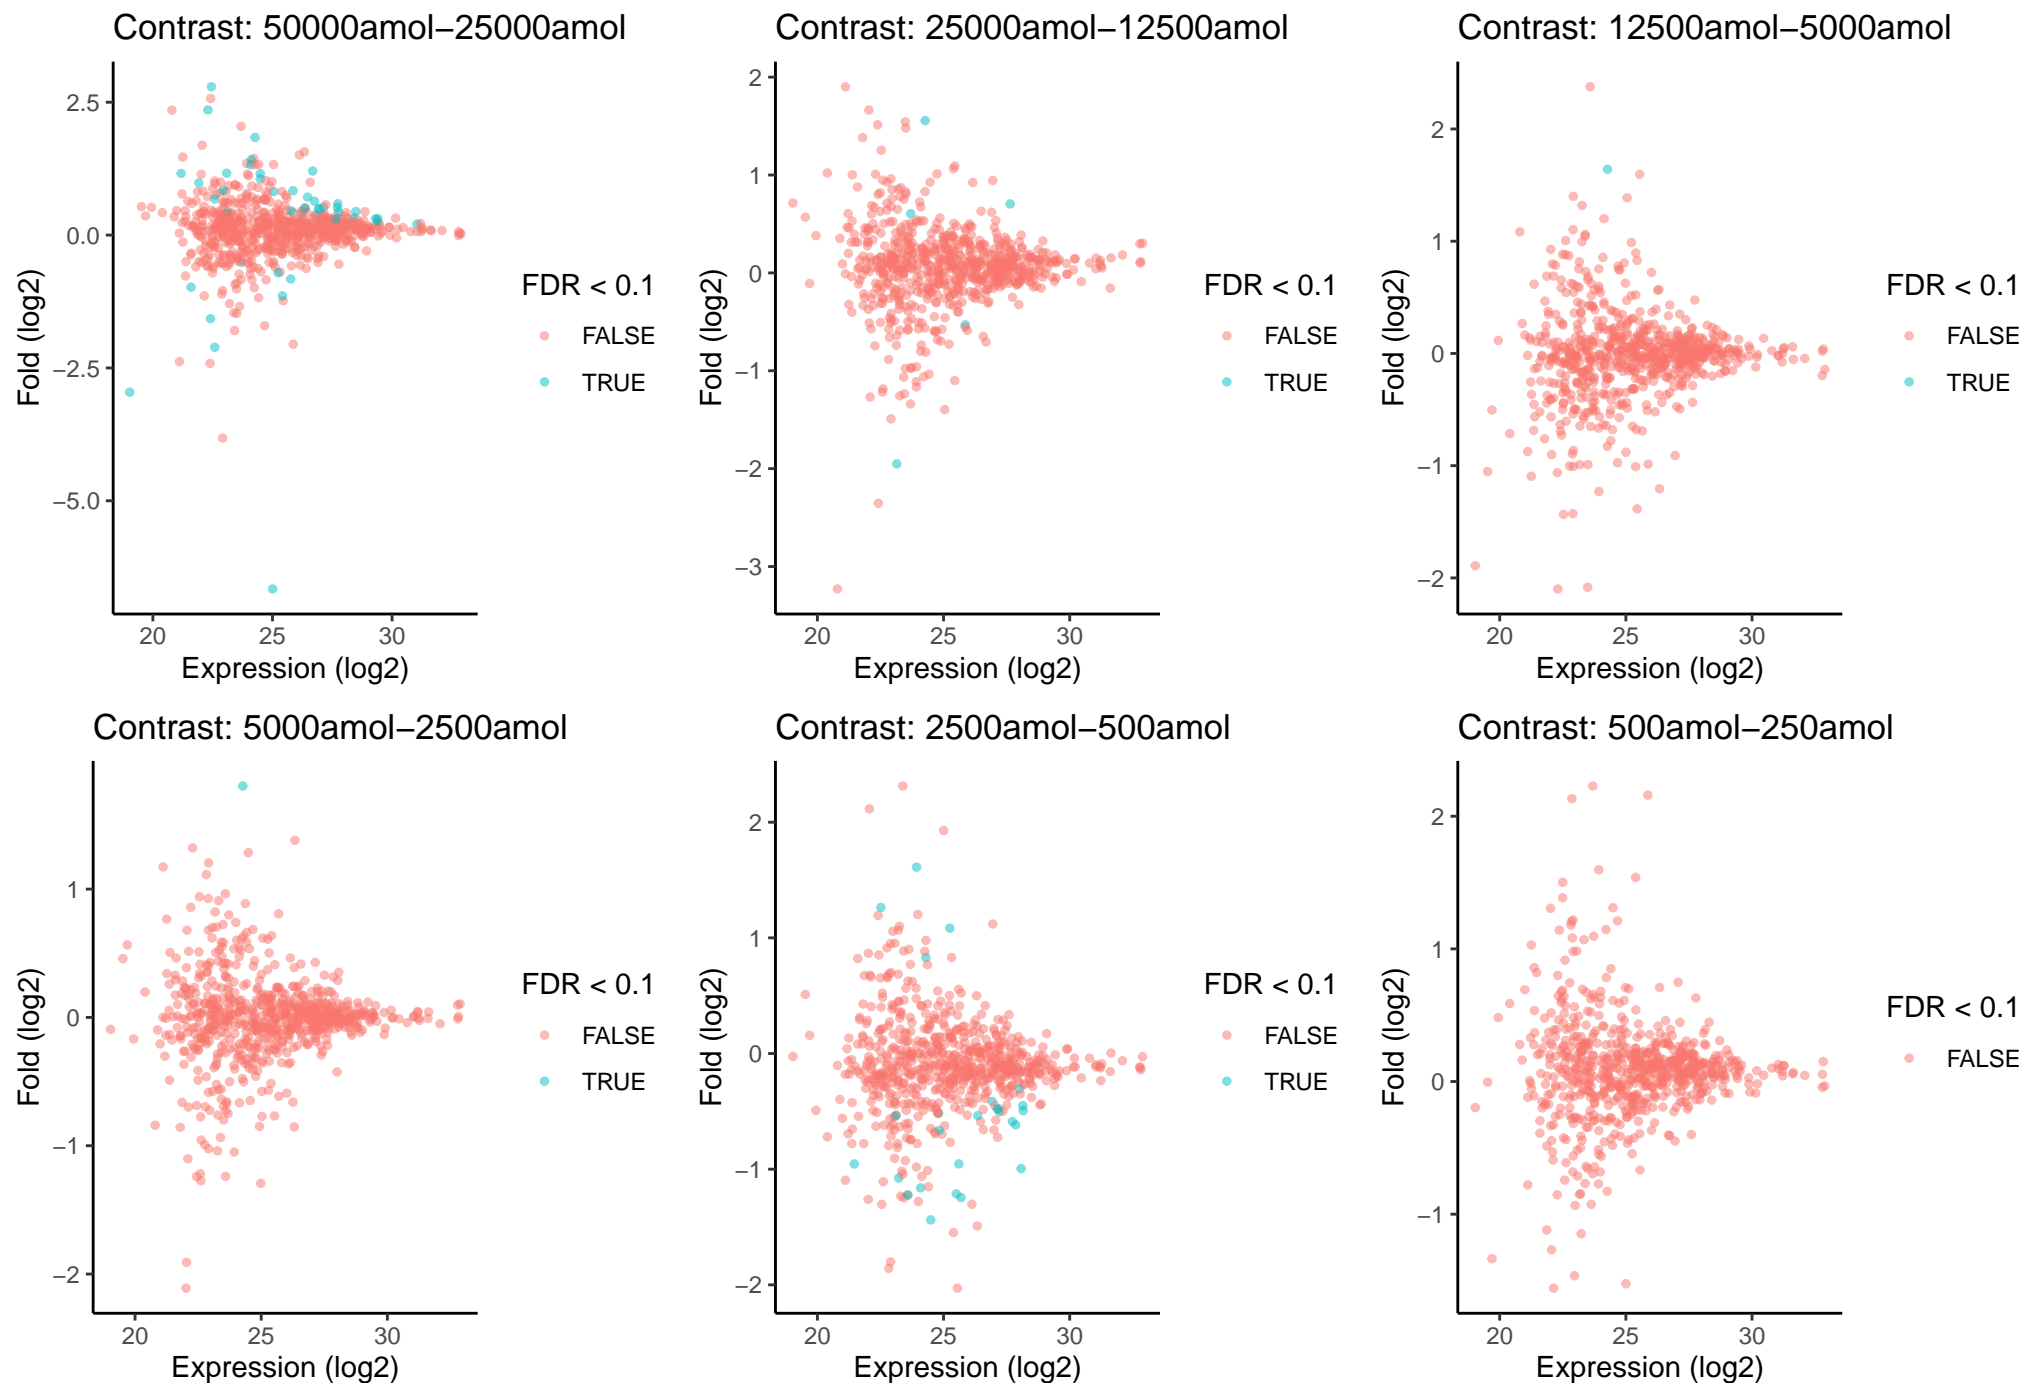 Contrast: 50000amol−25000amol
2.5
0.0
−2.5
−5.0
20
25
30
Expression (log2)
Fold (log2)
FDR < 0.1
FALSE
TRUE
Contrast: 25000amol−12500amol
2
1
0
−1
−2
−3
20
25
30
Expression (log2)
Fold (log2)
FDR < 0.1
FALSE
TRUE
Contrast: 12500amol−5000amol
2
1
0
−1
−2
20
25
30
Expression (log2)
Fold (log2)
FDR < 0.1
FALSE
TRUE
Contrast: 5000amol−2500amol
1
0
−1
−2
20
25
30
Expression (log2)
Fold (log2)
FDR < 0.1
FALSE
TRUE
Contrast: 2500amol−500amol
2
1
0
−1
−2
20
25
30
Expression (log2)
Fold (log2)
FDR < 0.1
FALSE
TRUE
Contrast: 500amol−250amol
2
1
0
−1
20
25
30
Expression (log2)
Fold (log2)
FDR < 0.1
FALSE